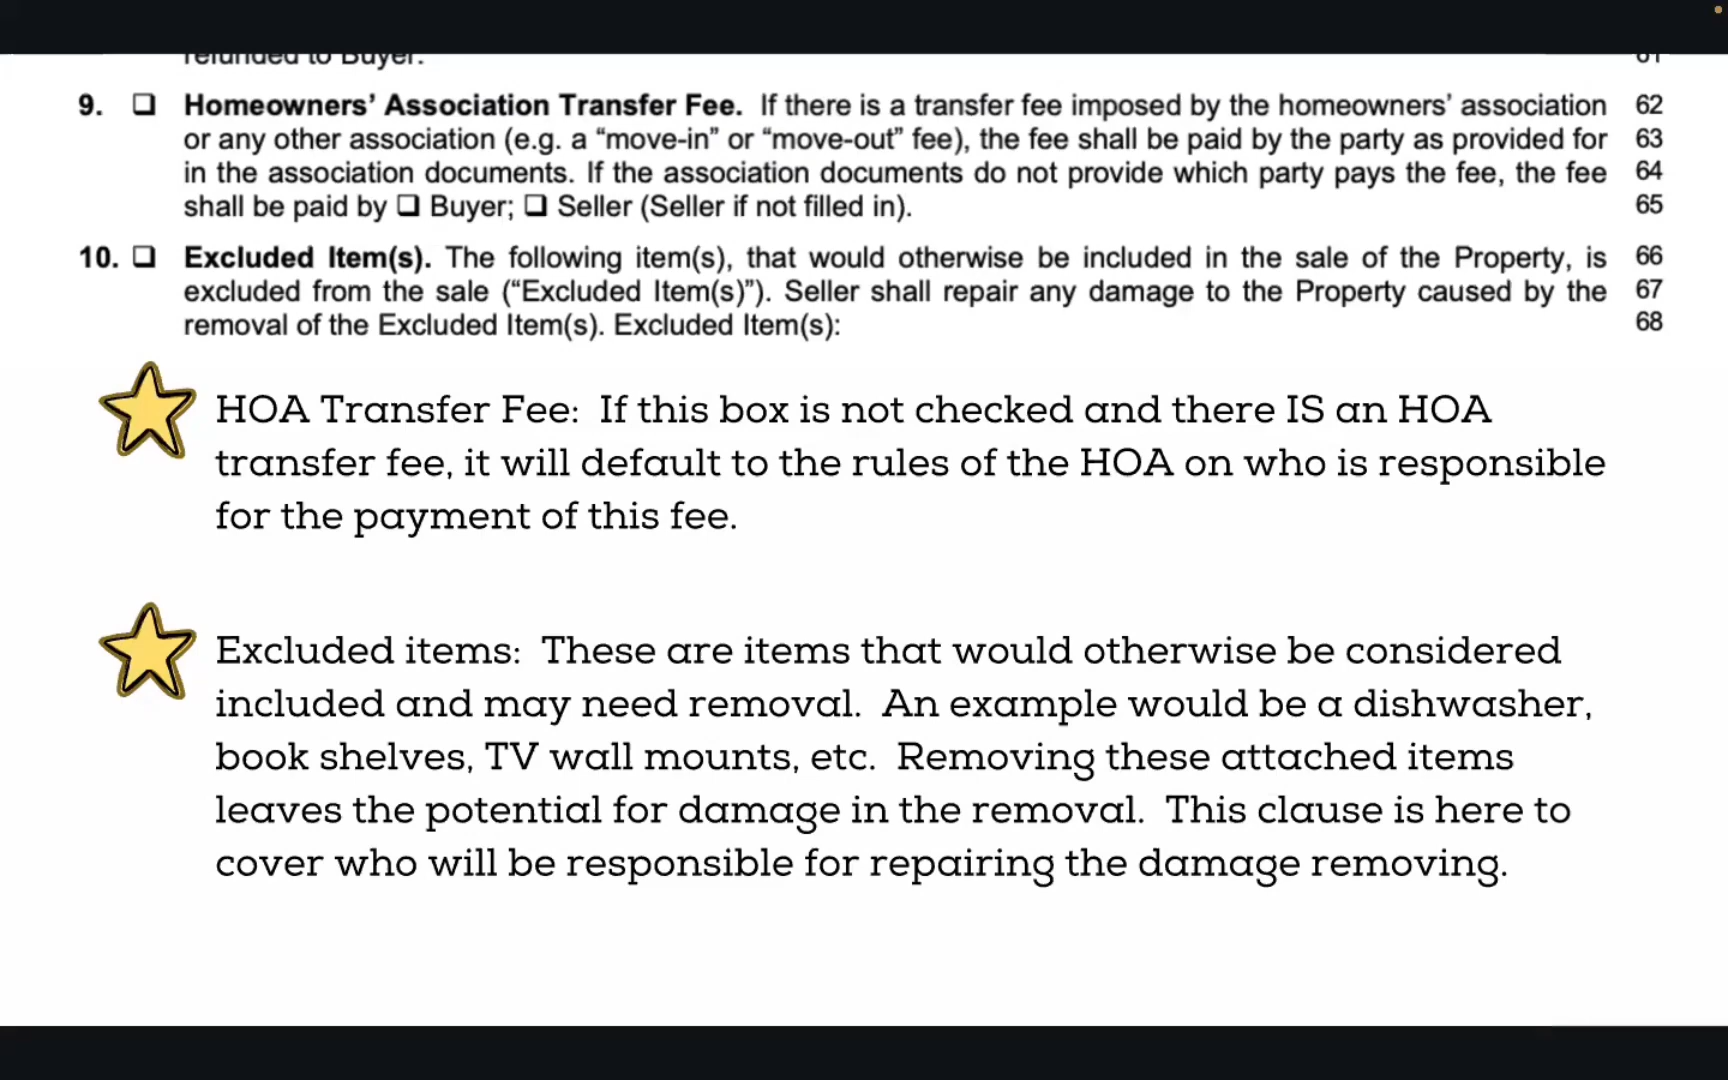 refunded to Buyer. 61
9. ❑ Homeowners’ Association Transfer Fee. If there is a transfer fee imposed by the homeowners’ association 62
or any other association (e.g. a “move-in” or “move-out” fee), the fee shall be paid by the party as provided for 63
in the association documents. If the association documents do not provide which party pays the fee, the fee 64
shall be paid by ❑ Buyer; ❑ Seller (Seller if not filled in). 65
10. ❑ Excluded Item(s). The following item(s), that would otherwise be included in the sale of the Property, is 66
excluded from the sale (“Excluded Item(s)”). Seller shall repair any damage to the Property caused by the 67
removal of the Excluded Item(s). Excluded Item(s): 68
HOA Transfer Fee: If this box is not checked and there IS an HOA
transfer fee, it will default to the rules of the HOA on who is responsible
for the payment of this fee.
Excluded items: These are items that would otherwise be considered
included and may need removal. An example would be a dishwasher,
book shelves, TV wall mounts, etc. Removing these attached items
leaves the potential for damage in the removal. This clause is here to
cover who will be responsible for repairing the damage removing.